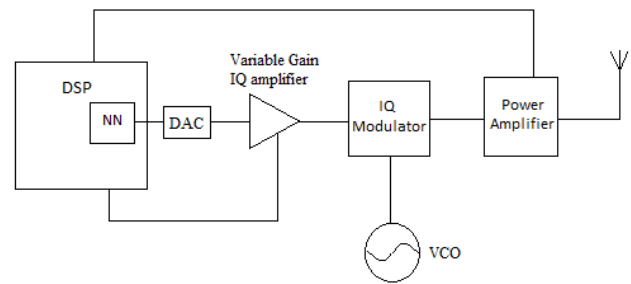 Variable Gain
IQ amplifier
DSP
NN
DAC
IQ
Modulator
Power
Amplifier
VCO